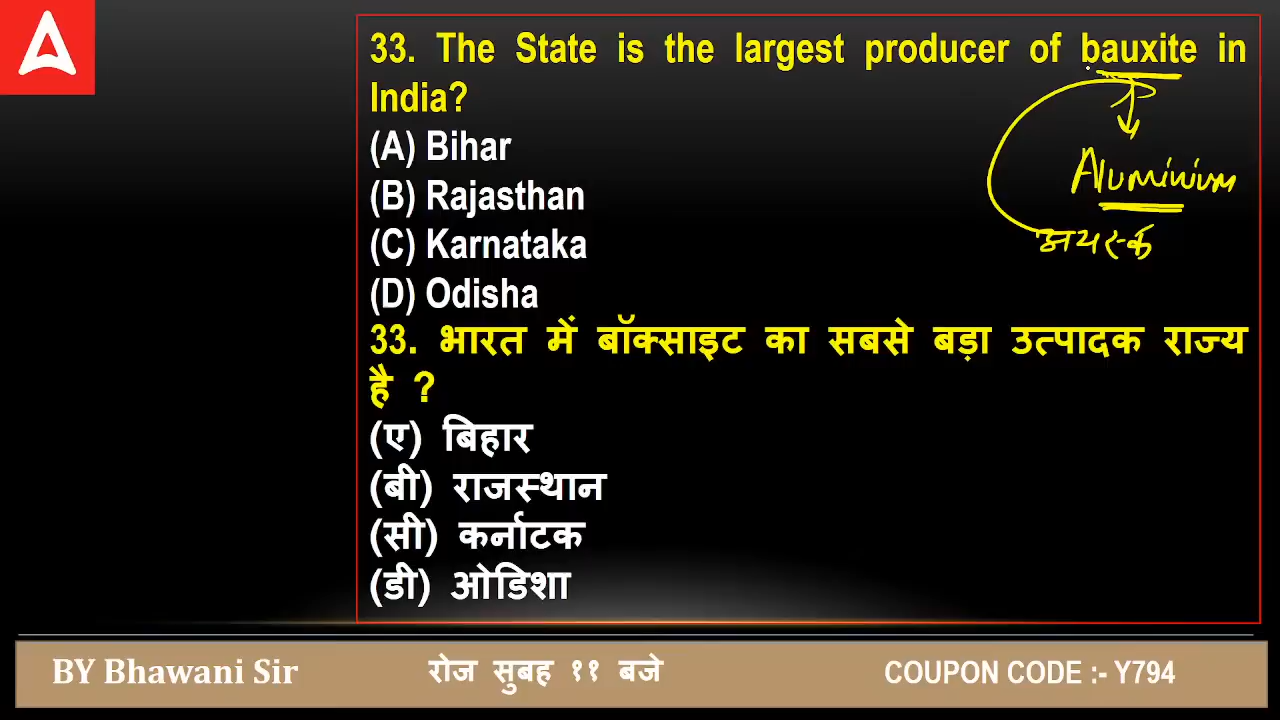 33. The State is the largest producer of bauxite in
India?
(A) Bihar
(B) Rajasthan
(C) Karnataka
(D) Odisha
Aluminium
अयस्क
33. भारत में बॉक्साइट का सबसे बड़ा उत्पादक राज्य
है ?
(ए) बिहार
(बी) राजस्थान
(सी) कर्नाटक
(डी) ओडिशा
BY Bhawani Sir रोज सुबह ११ बजे COUPON CODE :- Y794